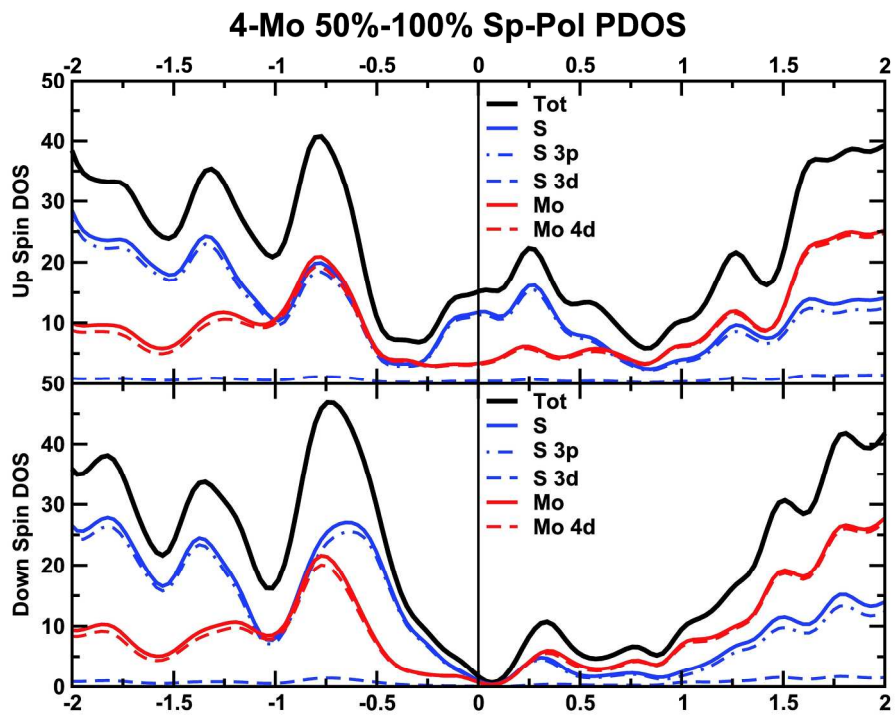 4-Mo 50%-100% Sp-Pol PDOS
-2 -1.5 -1 -0.5 0 0.5 1 1.5 2
50
40
30
20
10
Up Spin DOS
Tot
S
S 3p
S 3d
Mo
Mo 4d
50
40
30
20
10
0
Down Spin DOS
Tot
S
S 3p
S 3d
Mo
Mo 4d
-2 -1.5 -1 -0.5 0 0.5 1 1.5 2